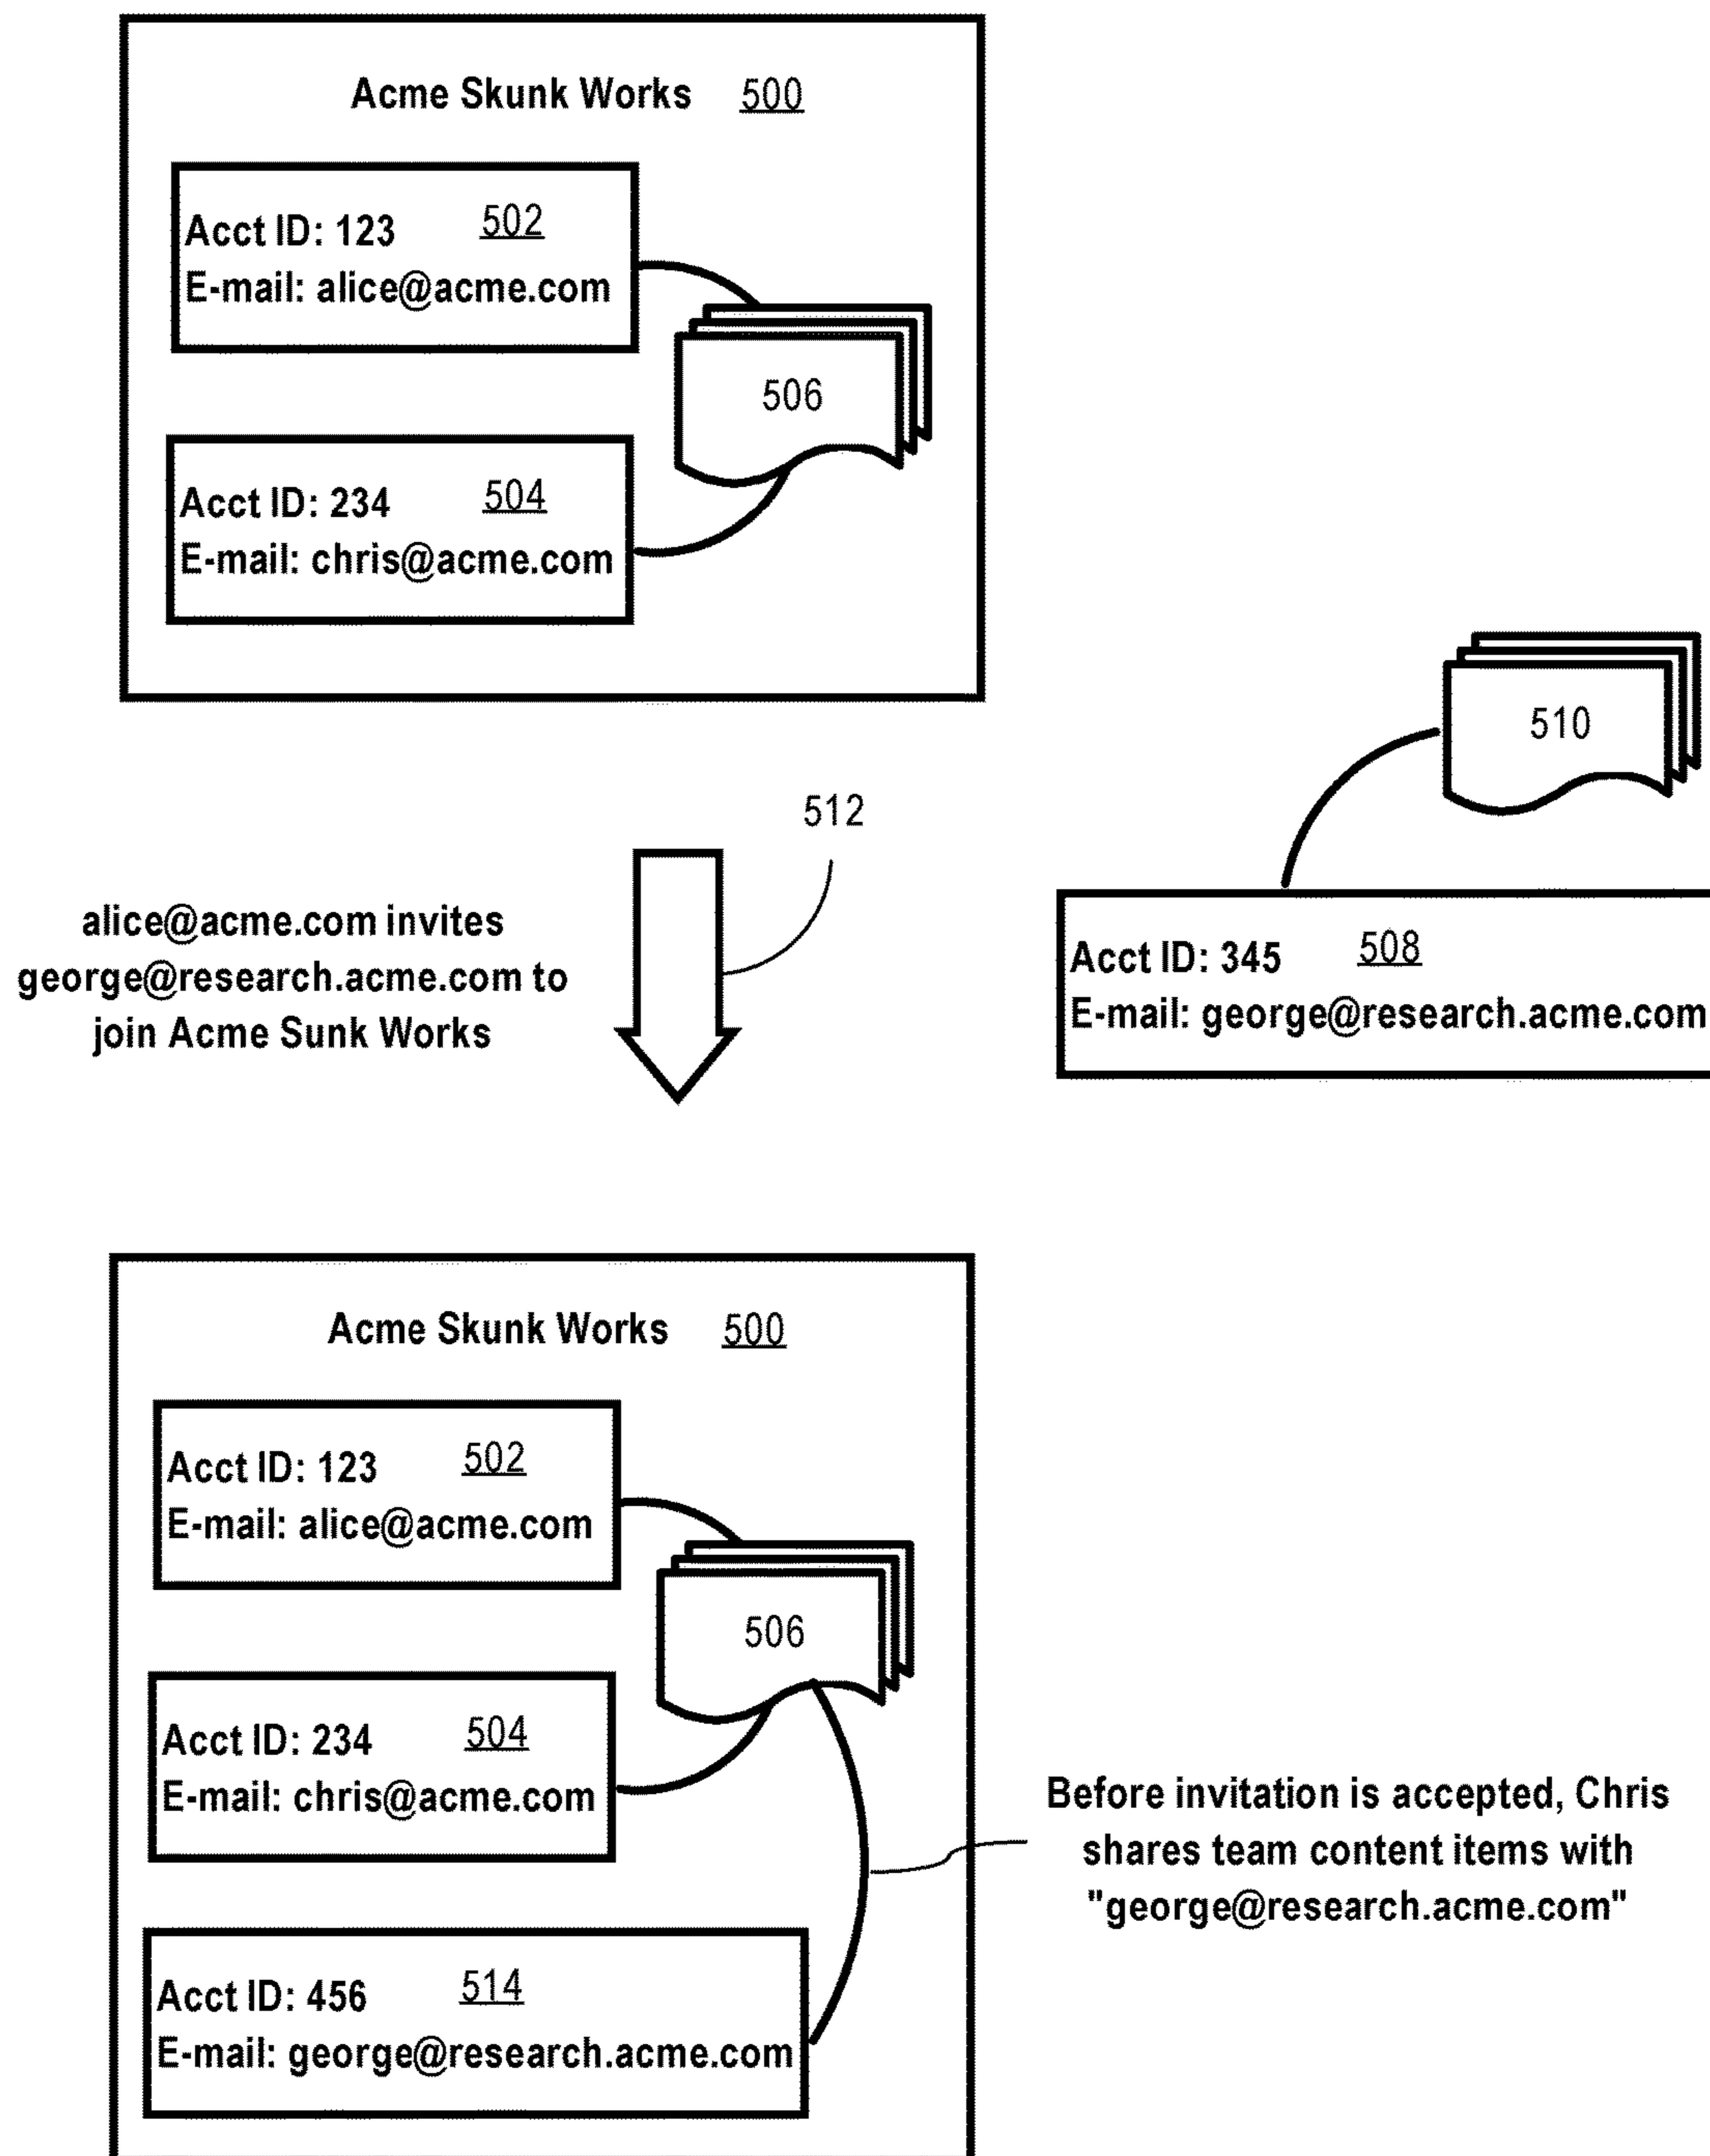 Acme Skunk Works 500
Acct ID: 123 502
E-mail: alice@acme.com
506
Acct ID: 234 504
E-mail: chris@acme.com
510
512
alice@acme.com invites
george@research.acme.com to
join Acme Sunk Works
Acct ID: 345 508
E-mail: george@research.acme.com
Acme Skunk Works 500
Acct ID: 123 502
E-mail: alice@acme.com
506
Acct ID: 234 504
E-mail: chris@acme.com
Before invitation is accepted, Chris
shares team content items with
"george@research.acme.com"
Acct ID: 456 514
E-mail: george@research.acme.com